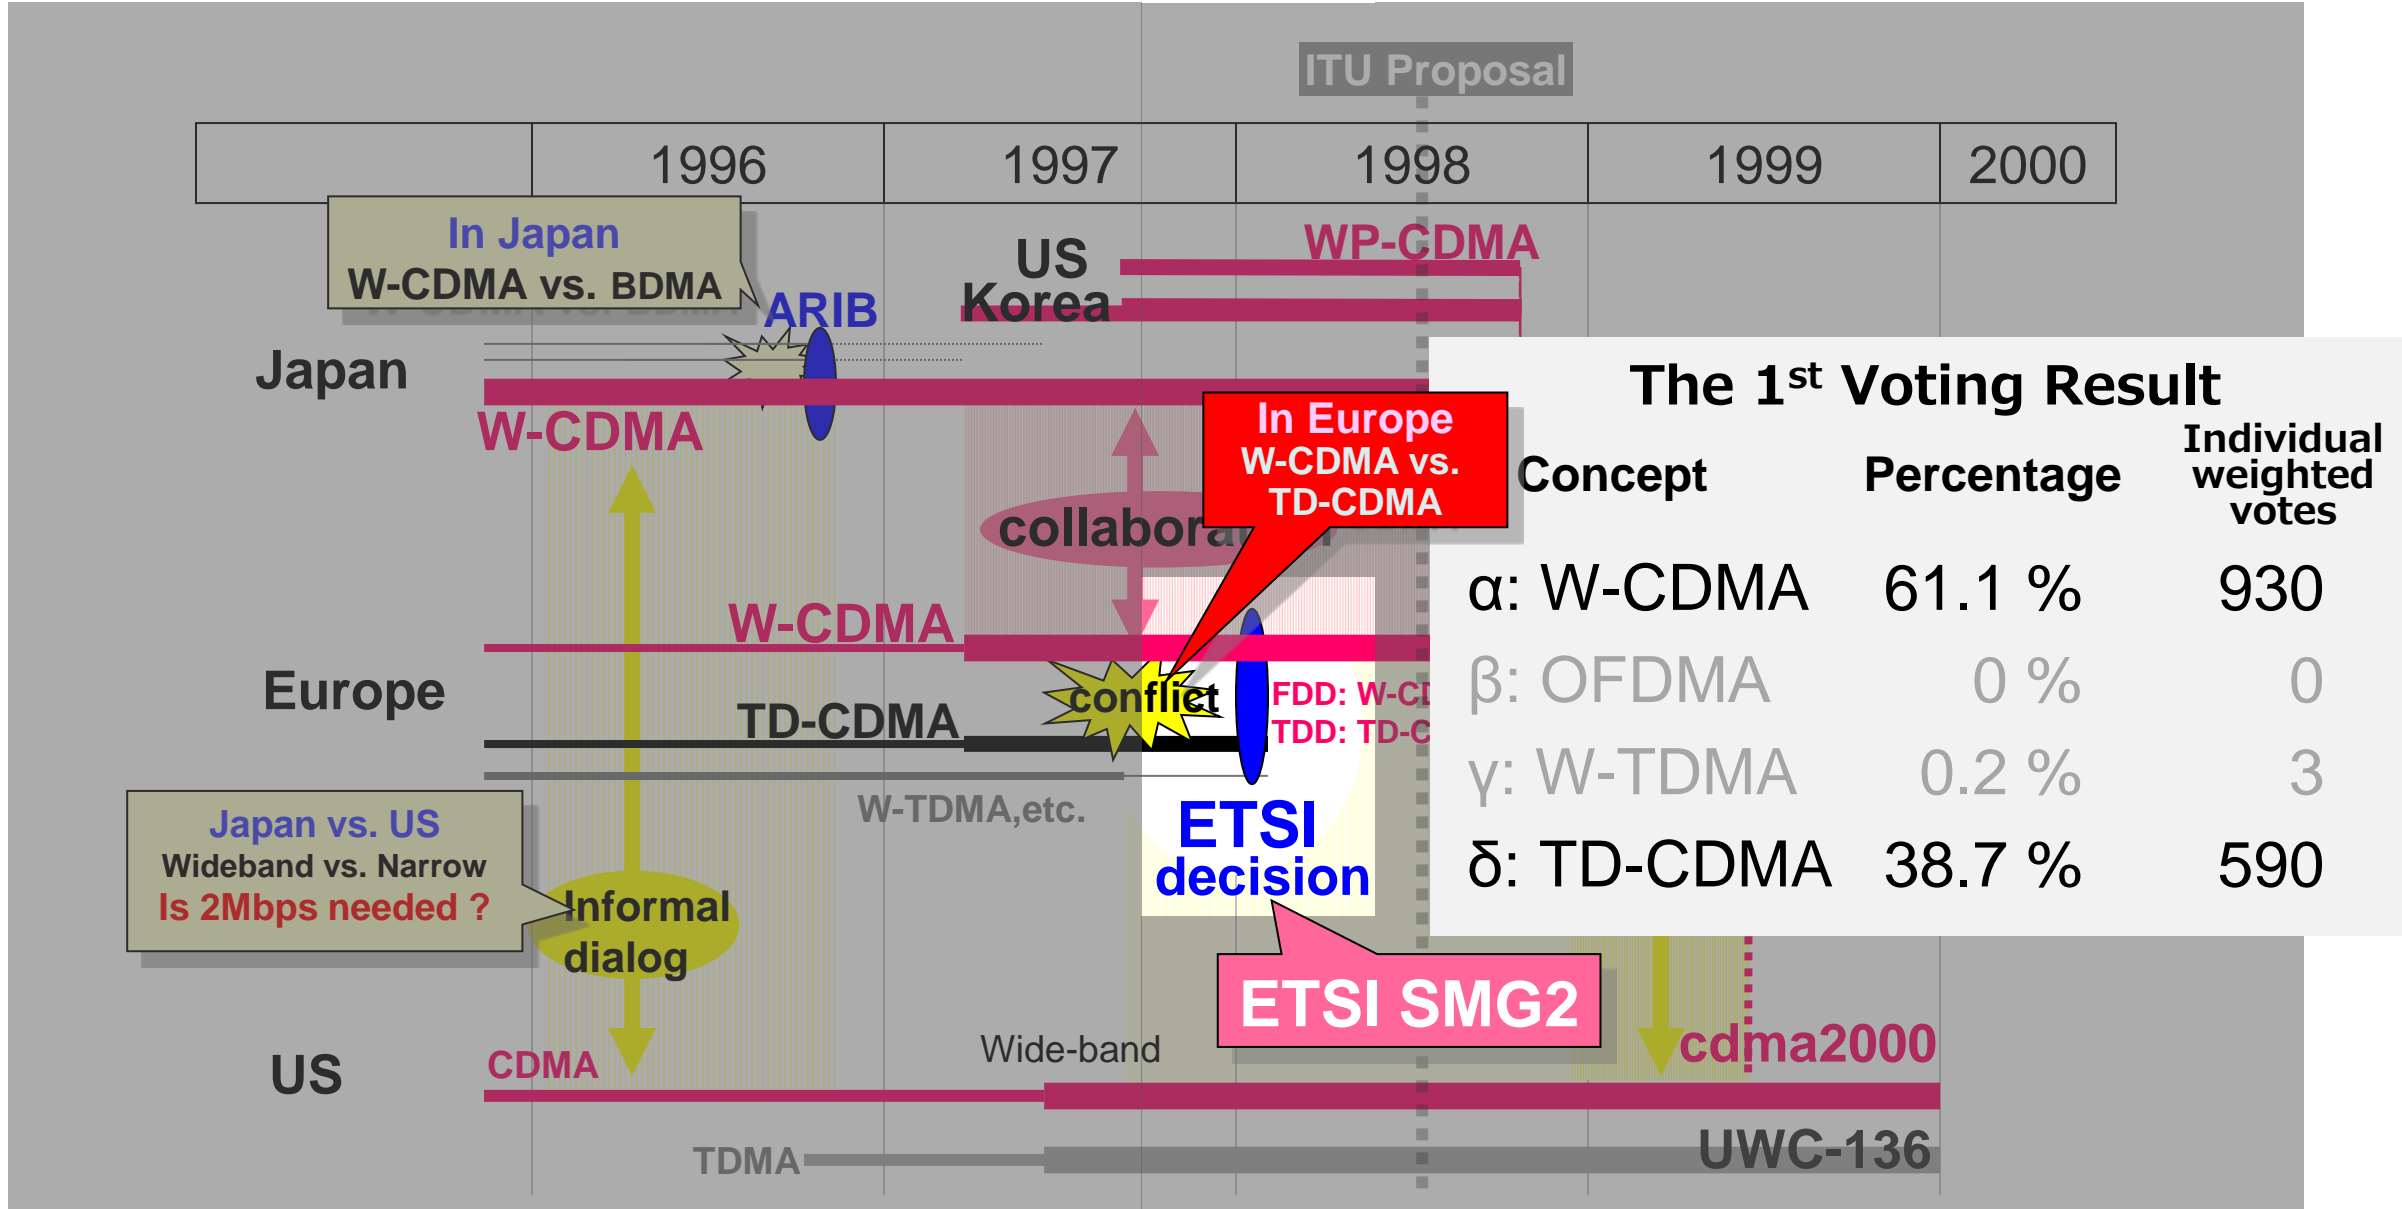 ITU Proposal
1996
1997
1998
1999
2000
In Japan
W-CDMA vs. BDMA
ARIB
US
WP-CDMA
Korea
Japan
W-CDMA
In Europe
W-CDMA vs.
TD-CDMA
The 1st Voting Result
Concept
Percentage
Individual
weighted
votes
α: W-CDMA 61.1 % 930
β: OFDMA 0 % 0
γ: W-TDMA 0.2 % 3
δ: TD-CDMA 38.7 % 590
W-CDMA
Europe
conflict
FDD: W-CD
TDD: TD-C
TD-CDMA
W-TDMA,etc.
ETSI
decision
Japan vs. US
Wideband vs. Narrow
Is 2Mbps needed ?
Informal
dialog
ETSI SMG2
US
CDMA
Wide-band
cdma2000
TDMA
UWC-136